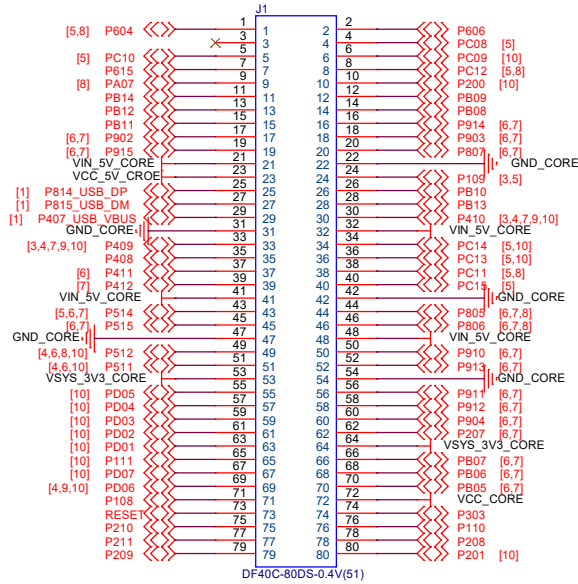 J1
[5,8] P604 1 1 2 2 P606
3 3 4 4 PC08 [5]
[5] PC10 5 5 6 6 PC09 [10]
P615 7 7 8 8 PC12 [5,8]
[8] PA07 9 9 10 10 P200 [10]
PB14 11 11 12 12 PB09
PB12 13 13 14 14 PB08
PB11 15 15 16 16 P914 [6,7]
[6,7] P902 17 17 18 18 P903 [6,7]
[6,7] P915 19 19 20 20 P807 [6,7]
VIN_5V_CORE 21 21 22 22 GND_CORE
VCC_5V_CROE 23 23 24 24 P109 [3,5]
[1] P814_USB_DP 25 25 26 26 PB10
[1] P815_USB_DM 27 27 28 28 PB13
[1] P407_USB_VBUS 29 29 30 30 P410 [3,4,7,9,10]
GND_CORE 31 31 32 32 VIN_5V_CORE
[3,4,7,9,10] P409 33 33 34 34 PC14 [5,10]
P408 35 35 36 36 PC13 [5,10]
[6] P411 37 37 38 38 PC11 [5,8]
[7] P412 39 39 40 40 PC15 [5]
VIN_5V_CORE 41 41 42 42 GND_CORE
[5,6,7] P514 43 43 44 44 P805 [6,7,8]
[6,7] P515 45 45 46 46 P806 [6,7,8]
GND_CORE 47 47 48 48 VIN_5V_CORE
[4,6,8,10] P512 49 49 50 50 P910 [6,7]
[4,6,10] P511 51 51 52 52 P913 [6,7]
VSYS_3V3_CORE 53 53 54 54 GND_CORE
[10] PD05 55 55 56 56 P911 [6,7]
[10] PD04 57 57 58 58 P912 [6,7]
[10] PD03 59 59 60 60 P904 [6,7]
[10] PD02 61 61 62 62 P207 [6,7]
[10] PD01 63 63 64 64 VSYS_3V3_CORE
[10] P111 65 65 66 66 PB07 [6,7]
[10] PD07 67 67 68 68 PB06 [6,7]
[4,9,10] PD06 69 69 70 70 PB05 [6,7]
P108 71 71 72 72 VCC_CORE
RESET 73 73 74 74 P303
P210 75 75 76 76 P110
P211 77 77 78 78 P208
P209 79 79 80 80 P201 [10]
DF40C-80DS-0.4V(51)